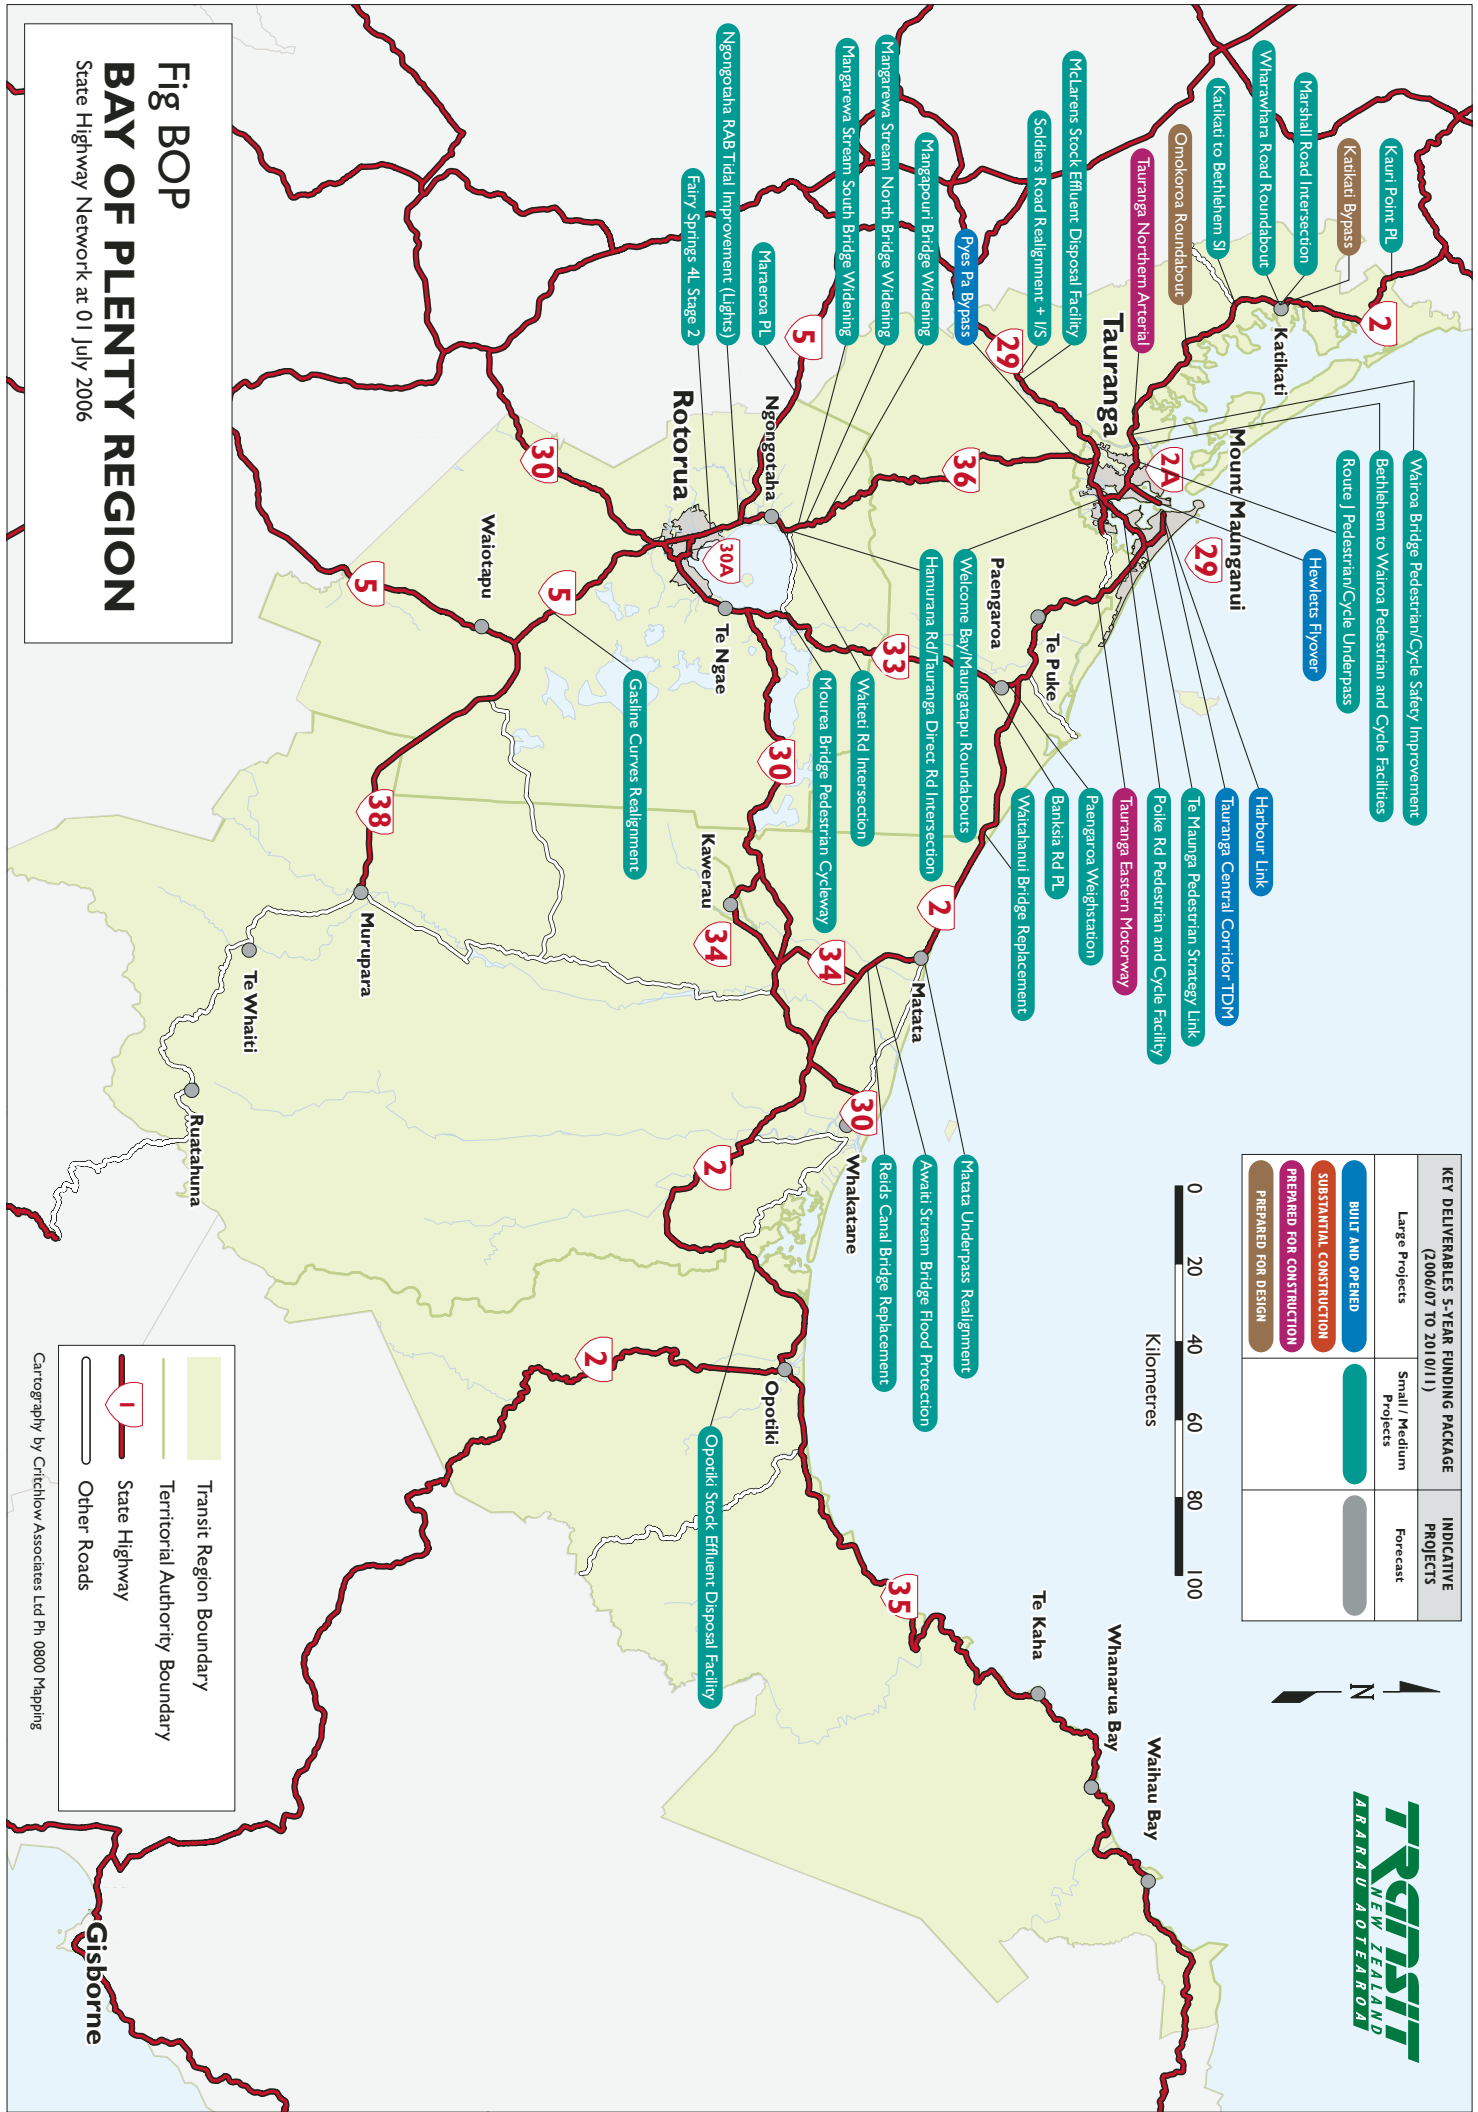 Fig BOP
BAY OF PLENTY REGION
State Highway Network at 01 July 2006
KEY DELIVERABLES 5-YEAR FUNDING PACKAGE
(2006/07 TO 2010/11)
INDICATIVE
PROJECTS
Large Projects
Small / Medium
Projects
Forecast
BUILT AND OPENED
SUBSTANTIAL CONSTRUCTION
PREPARED FOR CONSTRUCTION
PREPARED FOR DESIGN
0
20
40
60
80
100
Kilometres
N
TRANSIT
NEW ZEALAND
ARARAU AOTEAROA
Kauri Point PL
Katikati Bypass
Marshall Road Intersection
Wharawhara Road Roundabout
Katikati to Bethlehem SI
Omokoroa Roundabout
Tauranga Northern Arterial
McLarens Stock Effluent Disposal Facility
Soldiers Road Realignment + I/S
Pyes Pa Bypass
Mangapouri Bridge Widening
Mangarewa Stream North Bridge Widening
Mangarewa Stream South Bridge Widening
Maraeroa PL
Ngongotaha RAB Tidal Improvement (Lights)
Fairy Springs 4L Stage 2
Wairoa Bridge Pedestrian/Cycle Safety Improvement
Bethlehem to Wairoa Pedestrian and Cycle Facilities
Route J Pedestrian/Cycle Underpass
Hewletts Flyover
Harbour Link
Tauranga Central Corridor TDM
Te Maunga Pedestrian Strategy Link
Poike Rd Pedestrian and Cycle Facility
Tauranga Eastern Motorway
Paengaroa Weighstation
Banksia Rd PL
Waitahanui Bridge Replacement
Welcome Bay/Maungatapu Roundabouts
Hamurana Rd/Tauranga Direct Rd Intersection
Waiteti Rd Intersection
Mourea Bridge Pedestrian Cycleway
Gasline Curves Realignment
Matata Underpass Realignment
Awaiti Stream Bridge Flood Protection
Reids Canal Bridge Replacement
Opotiki Stock Effluent Disposal Facility
Katikati
Mount Maunganui
Tauranga
Te Puke
Paengaroa
Ngongotaha
Rotorua
Te Ngae
Waiotapu
Kawerau
Matata
Whakatane
Murupara
Te Whaiti
Ruatahuna
Opotiki
Te Kaha
Whanarua Bay
Waihau Bay
Gisborne
2
2A
29
29
36
5
33
30A
30
5
5
30
38
34
34
2
30
2
2
35
Transit Region Boundary
Territorial Authority Boundary
1
State Highway
Other Roads
Cartography by Critchlow Associates Ltd Ph 0800 Mapping